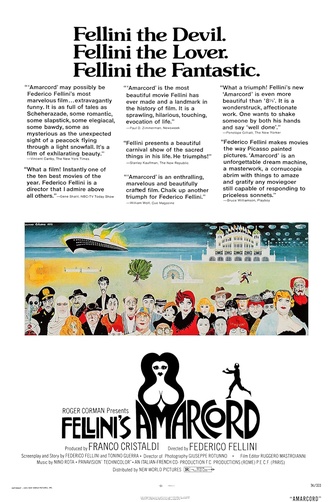 Fellini the Devil.
Fellini the Lover.
Fellini the Fantastic.
"'Amarcord' may possibly be
Federico Fellini's most
marvelous film... extravagantly
funny. It is as full of tales as
Scheherazade, some romantic,
some slapstick, some elegiacal,
some bawdy, some as
mysterious as the unexpected
sight of a peacock flying
through a light snowfall. It's a
film of exhilarating beauty."
—Vincent Canby, The New York Times
"What a film! Instantly one of
the ten best movies of the
year. Federico Fellini is a
director that I admire above
all others."—Gene Shalit, NBC-TV Today Show
"'Amarcord' is the most
beautiful movie Fellini has
ever made and a landmark in
the history of film. It is a
sprawling, hilarious, touching,
evocation of life."
—Paul D. Zimmerman, Newsweek
"Fellini presents a beautiful
carnival show of the sacred
things in his life. He triumphs!"
—Stanley Kauffmann, The New Republic
"'Amarcord' is an enthralling,
marvelous and beautifully
crafted film. Chalk up another
triumph for Federico Fellini."
—William Wolf, Cue Magazine
"What a triumph! Fellini's new
'Amarcord' is even more
beautiful than '8½'. It is a
wonderstruck, affectionate
work. One wants to shake
someone by both his hands
and say 'well done'."
—Penelope Gilliatt, The New Yorker
"Federico Fellini makes movies
the way Picasso painted
pictures. 'Amarcord' is an
unforgettable dream machine,
a masterwork, a cornucopia
abrim with things to amaze
and gratify any moviegoer
still capable of responding to
priceless sonnets."
—Bruce Williamson, Playboy
ROGER CORMAN Presents
FELLINI'S AMARCORD
Produced by FRANCO CRISTALDI Directed by FEDERICO FELLINI
Screenplay and Story by FEDERICO FELLINI and TONINO GUERRA • Director of Photography GIUSEPPE ROTUNNO • Film Editor RUGGERO MASTROIANNI
Music by NINO ROTA • PANAVISION TECHNICOLOR • AN ITALIAN-FRENCH CO-PRODUCTION F.C. PRODUCTIONS (ROME) P.E.C.F. (PARIS)
Distributed by NEW WORLD PICTURES
R
"AMARCORD"